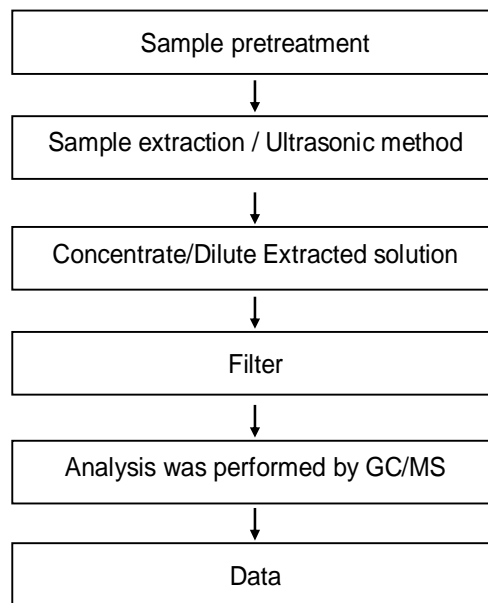 Sample pretreatment
Sample extraction / Ultrasonic method
Concentrate/Dilute Extracted solution
Filter
Analysis was performed by GC/MS
Data